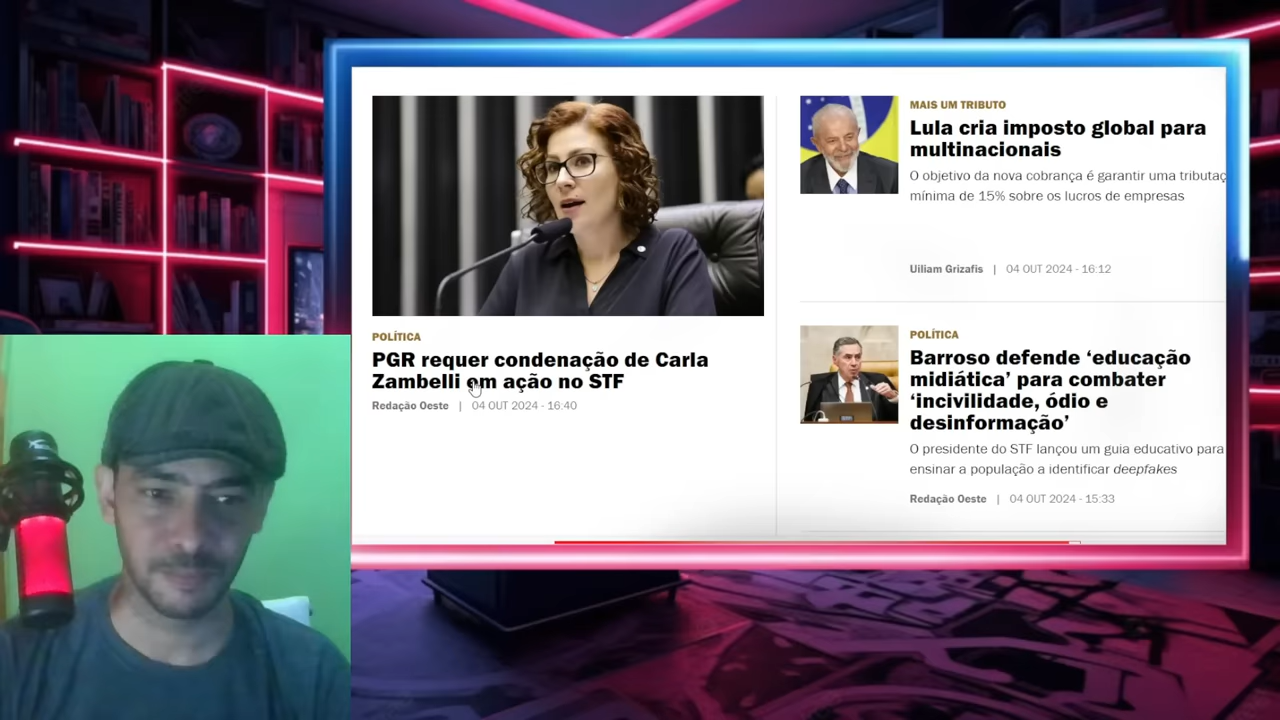 POLÍTICA
PGR requer condenação de Carla
Zambelli em ação no STF
Redação Oeste | 04 OUT 2024 - 16:40
MAIS UM TRIBUTO
Lula cria imposto global para
multinacionais
O objetivo da nova cobrança é garantir uma tributaç
mínima de 15% sobre os lucros de empresas
Uiliam Grizafis | 04 OUT 2024 - 16:12
POLÍTICA
Barroso defende ‘educação
midiática’ para combater
‘incivilidade, ódio e
desinformação’
O presidente do STF lançou um guia educativo para
ensinar a população a identificar deepfakes
Redação Oeste | 04 OUT 2024 - 15:33